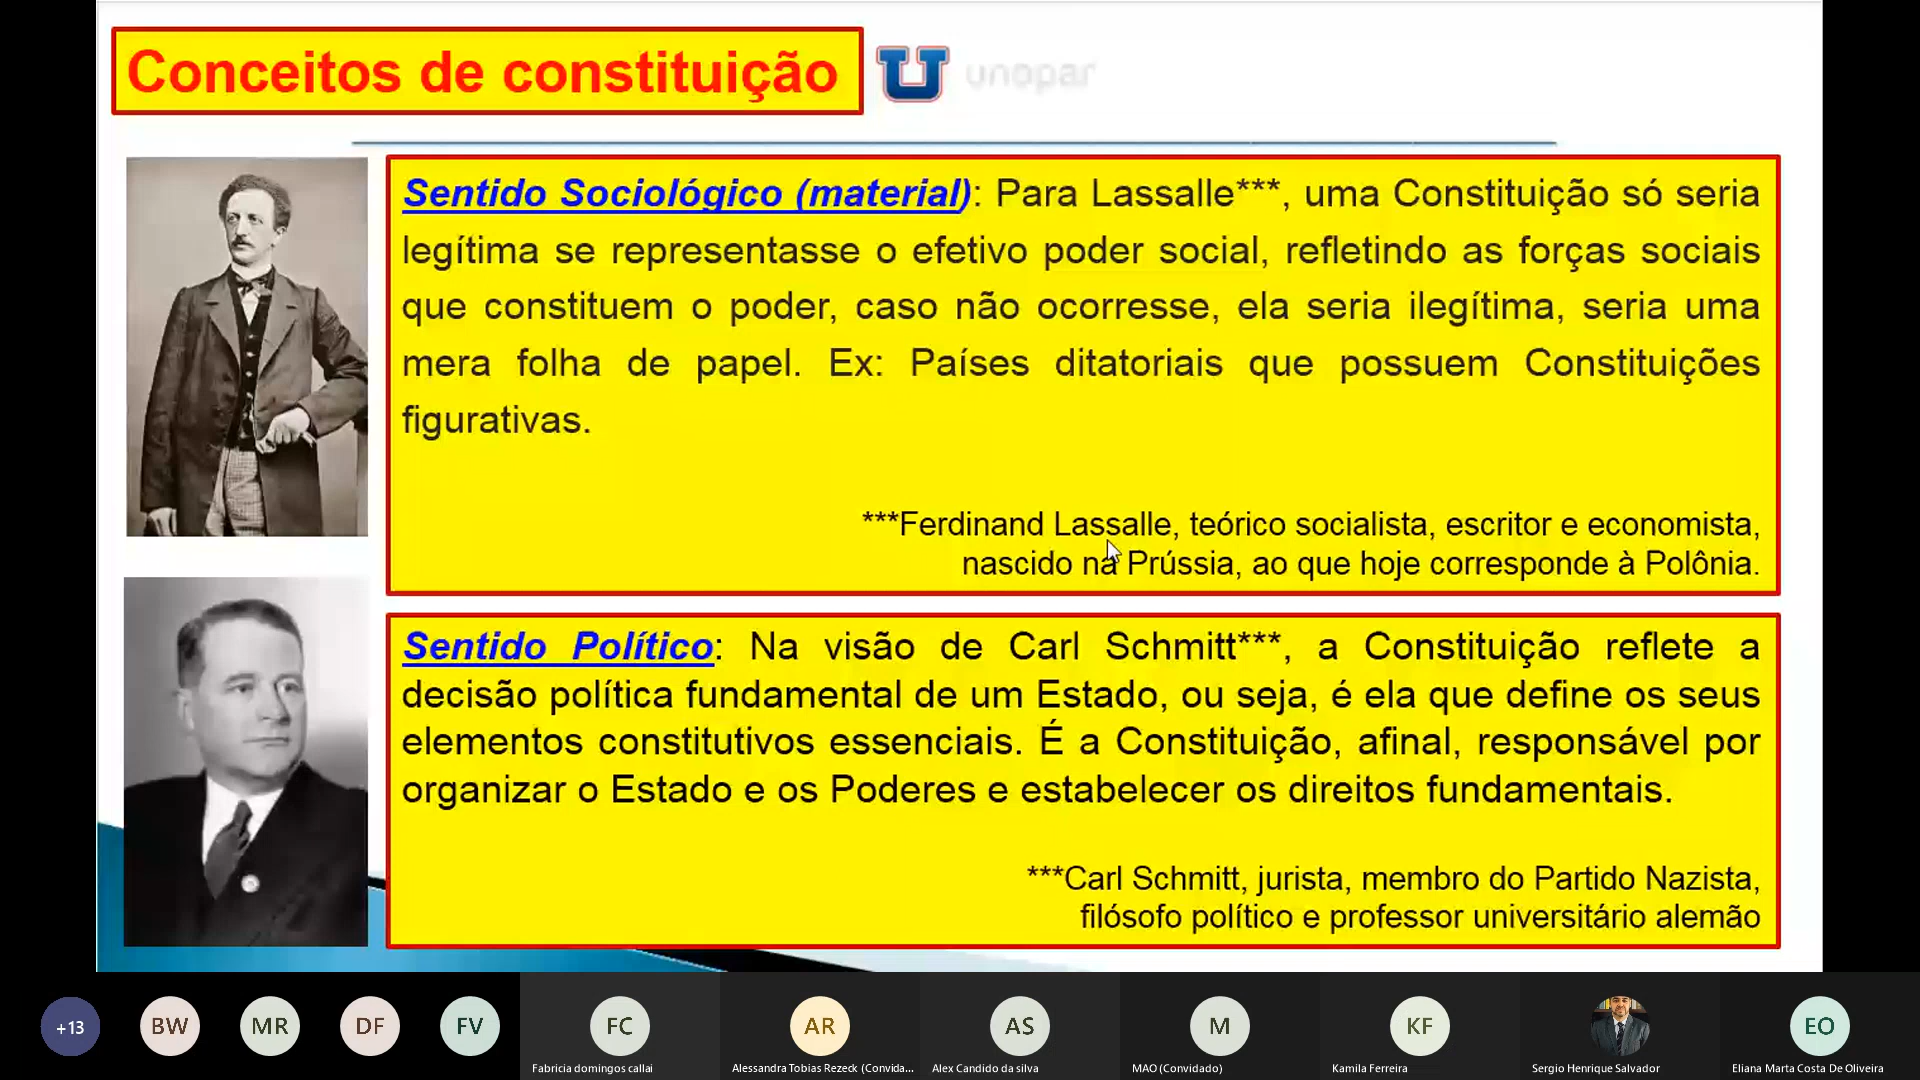 Conceitos de constituição
unopar
Sentido Sociológico (material): Para Lassalle***, uma Constituição só seria
legítima se representasse o efetivo poder social, refletindo as forças sociais
que constituem o poder, caso não ocorresse, ela seria ilegítima, seria uma
mera folha de papel. Ex: Países ditatoriais que possuem Constituições
figurativas.
***Ferdinand Lassalle, teórico socialista, escritor e economista,
nascido na Prússia, ao que hoje corresponde à Polônia.
Sentido Político: Na visão de Carl Schmitt***, a Constituição reflete a
decisão política fundamental de um Estado, ou seja, é ela que define os seus
elementos constitutivos essenciais. É a Constituição, afinal, responsável por
organizar o Estado e os Poderes e estabelecer os direitos fundamentais.
***Carl Schmitt, jurista, membro do Partido Nazista,
filósofo político e professor universitário alemão
+13 BW MR DF FV FC AR AS M KF EO
Fabricia domingos callai Alessandra Tobias Rezeck (Convida... Alex Candido da silva MAO (Convidado) Kamila Ferreira Sergio Henrique Salvador Eliana Marta Costa De Oliveira